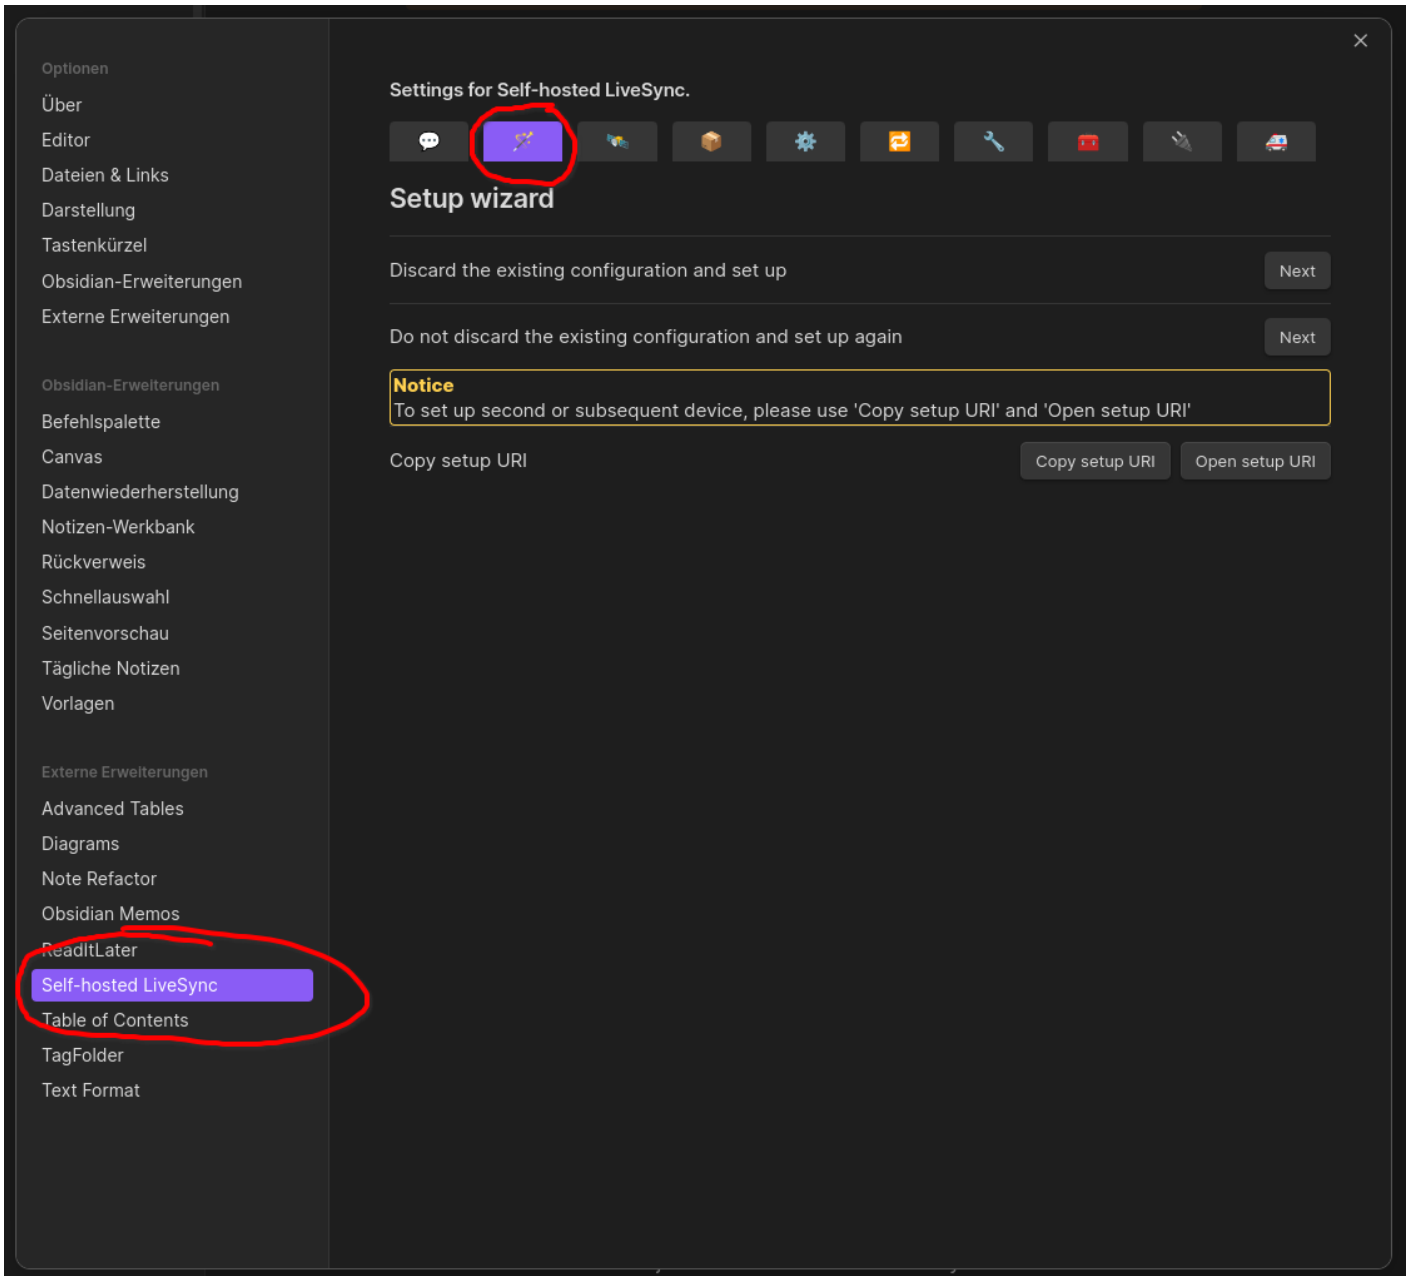 Optionen
Über
Editor
Dateien & Links
Darstellung
Tastenkürzel
Obsidian-Erweiterungen
Externe Erweiterungen
Obsidian-Erweiterungen
Befehlspalette
Canvas
Datenwiederherstellung
Notizen-Werkbank
Rückverweis
Schnellauswahl
Seitenvorschau
Tägliche Notizen
Vorlagen
Externe Erweiterungen
Advanced Tables
Diagrams
Note Refactor
Obsidian Memos
ReadItLater
Self-hosted LiveSync
Table of Contents
TagFolder
Text Format
Settings for Self-hosted LiveSync.
Setup wizard
Discard the existing configuration and set up
Next
Do not discard the existing configuration and set up again
Next
Notice
To set up second or subsequent device, please use 'Copy setup URI' and 'Open setup URI'
Copy setup URI
Copy setup URI
Open setup URI